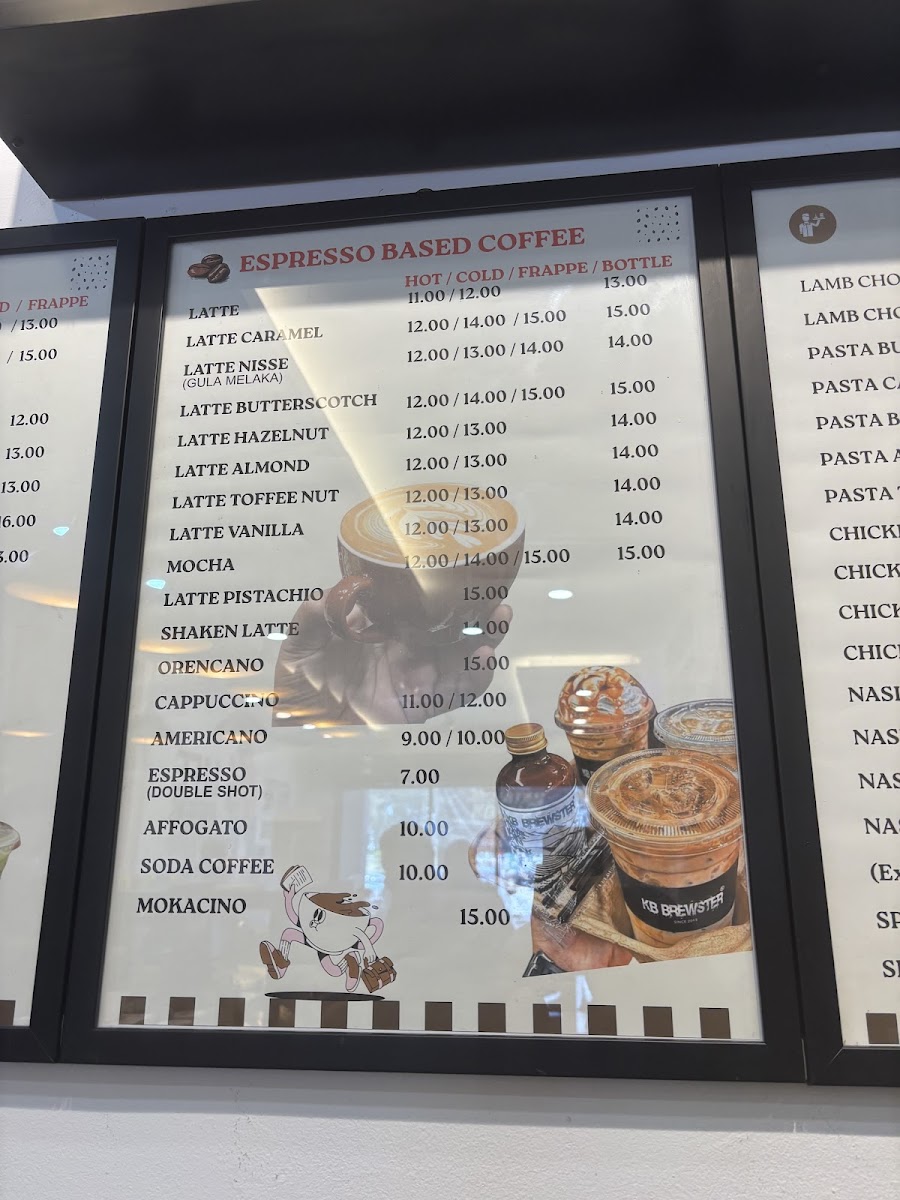 D / FRAPPE
/ 13.00
/ 15.00
12.00
13.00
13.00
16.00
3.00
ESPRESSO BASED COFFEE
HOT / COLD / FRAPPE / BOTTLE
LATTE 11.00 / 12.00 13.00
LATTE CARAMEL 12.00 / 14.00 / 15.00 15.00
LATTE NISSE 12.00 / 13.00 / 14.00 14.00
(GULA MELAKA)
LATTE BUTTERSCOTCH 12.00 / 14.00 / 15.00 15.00
LATTE HAZELNUT 12.00 / 13.00 14.00
LATTE ALMOND 12.00 / 13.00 14.00
LATTE TOFFEE NUT 12.00 / 13.00 14.00
LATTE VANILLA 12.00 / 13.00 14.00
MOCHA 12.00 / 14.00 / 15.00 15.00
LATTE PISTACHIO 15.00
SHAKEN LATTE 14.00
ORENCANO 15.00
CAPPUCCINO 11.00 / 12.00
AMERICANO 9.00 / 10.00
ESPRESSO 7.00
(DOUBLE SHOT)
AFFOGATO 10.00
SODA COFFEE 10.00
MOKACINO 15.00
KB BREWSTER
KB BREWSTER
LAMB CHO
LAMB CHO
PASTA BU
PASTA CA
PASTA B
PASTA A
PASTA
CHICK
CHICK
CHICK
CHIC
NASI
NAS
NAS
NA
(Ex
SP